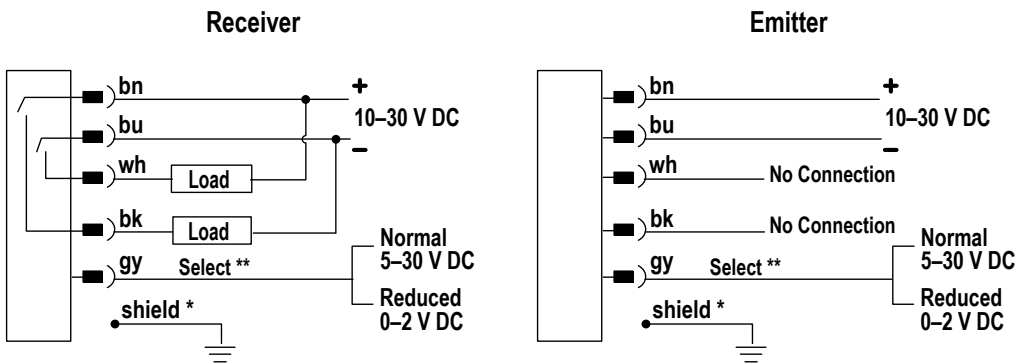 Receiver
bn
+
10–30 V DC
bu
–
wh
Load
bk
Load
gy
Select **
Normal
5–30 V DC
Reduced
0–2 V DC
shield *
Emitter
bn
+
10–30 V DC
bu
–
wh
No Connection
bk
No Connection
gy
Select **
Normal
5–30 V DC
Reduced
0–2 V DC
shield *